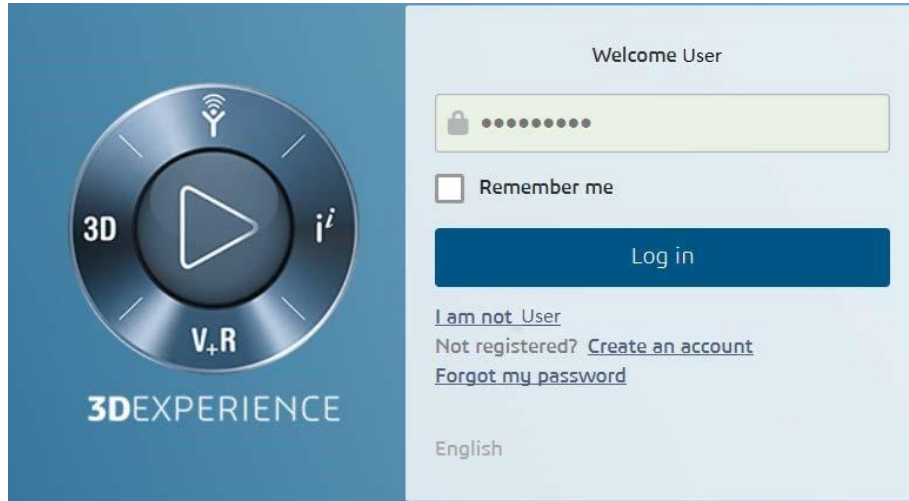 Welcome User
•••••••••
Remember me
Log in
I am not User
Not registered? Create an account
Forgot my password
English
3D
iⁱ
V+R
3DEXPERIENCE